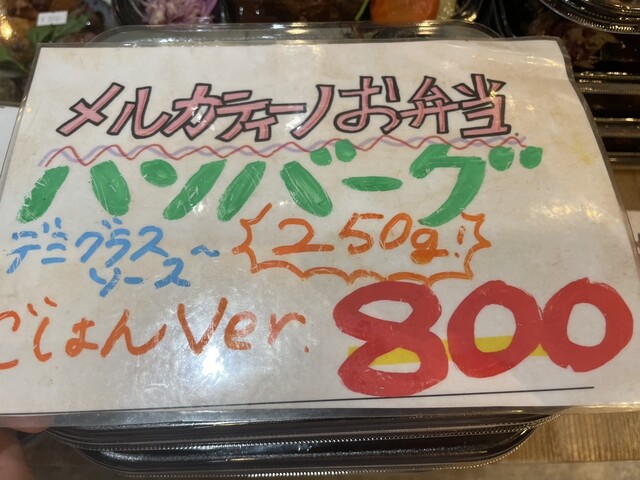 メルカティーノお弁当
ハンバーグ
デミグラス
ソース〜
250g!
ごはんVer.
800